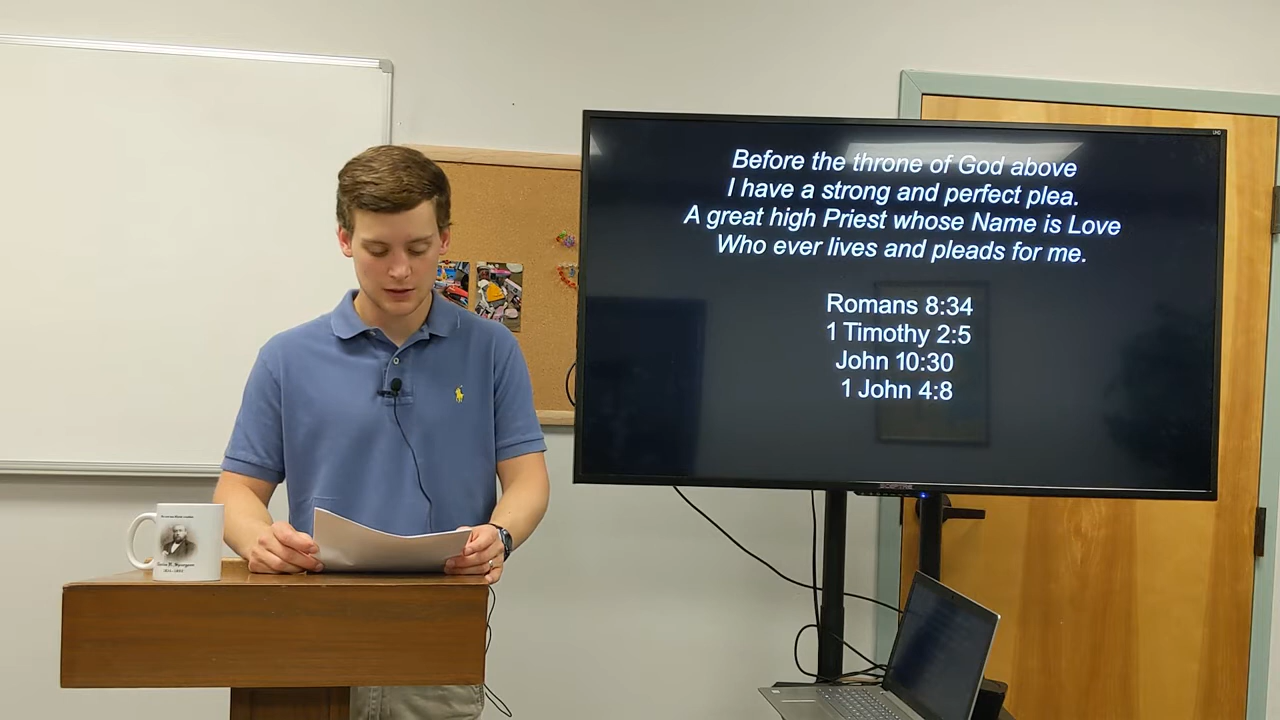 Before the throne of God above
I have a strong and perfect plea.
A great high Priest whose Name is Love
Who ever lives and pleads for me.
Romans 8:34
1 Timothy 2:5
John 10:30
1 John 4:8
SCEPTRE